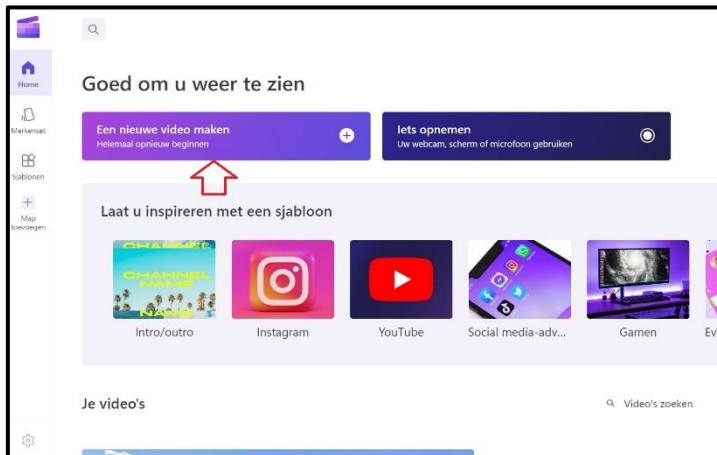 Home
Merkenset
Sjablonen
Map
toevoegen
Goed om u weer te zien
Een nieuwe video maken
Helemaal opnieuw beginnen
Iets opnemen
Uw webcam, scherm of microfoon gebruiken
Laat u inspireren met een sjabloon
CHANNEL
NAME
Intro/outro
Instagram
YouTube
Social media-adv...
Gamen
Ev
Je video's
Video's zoeken